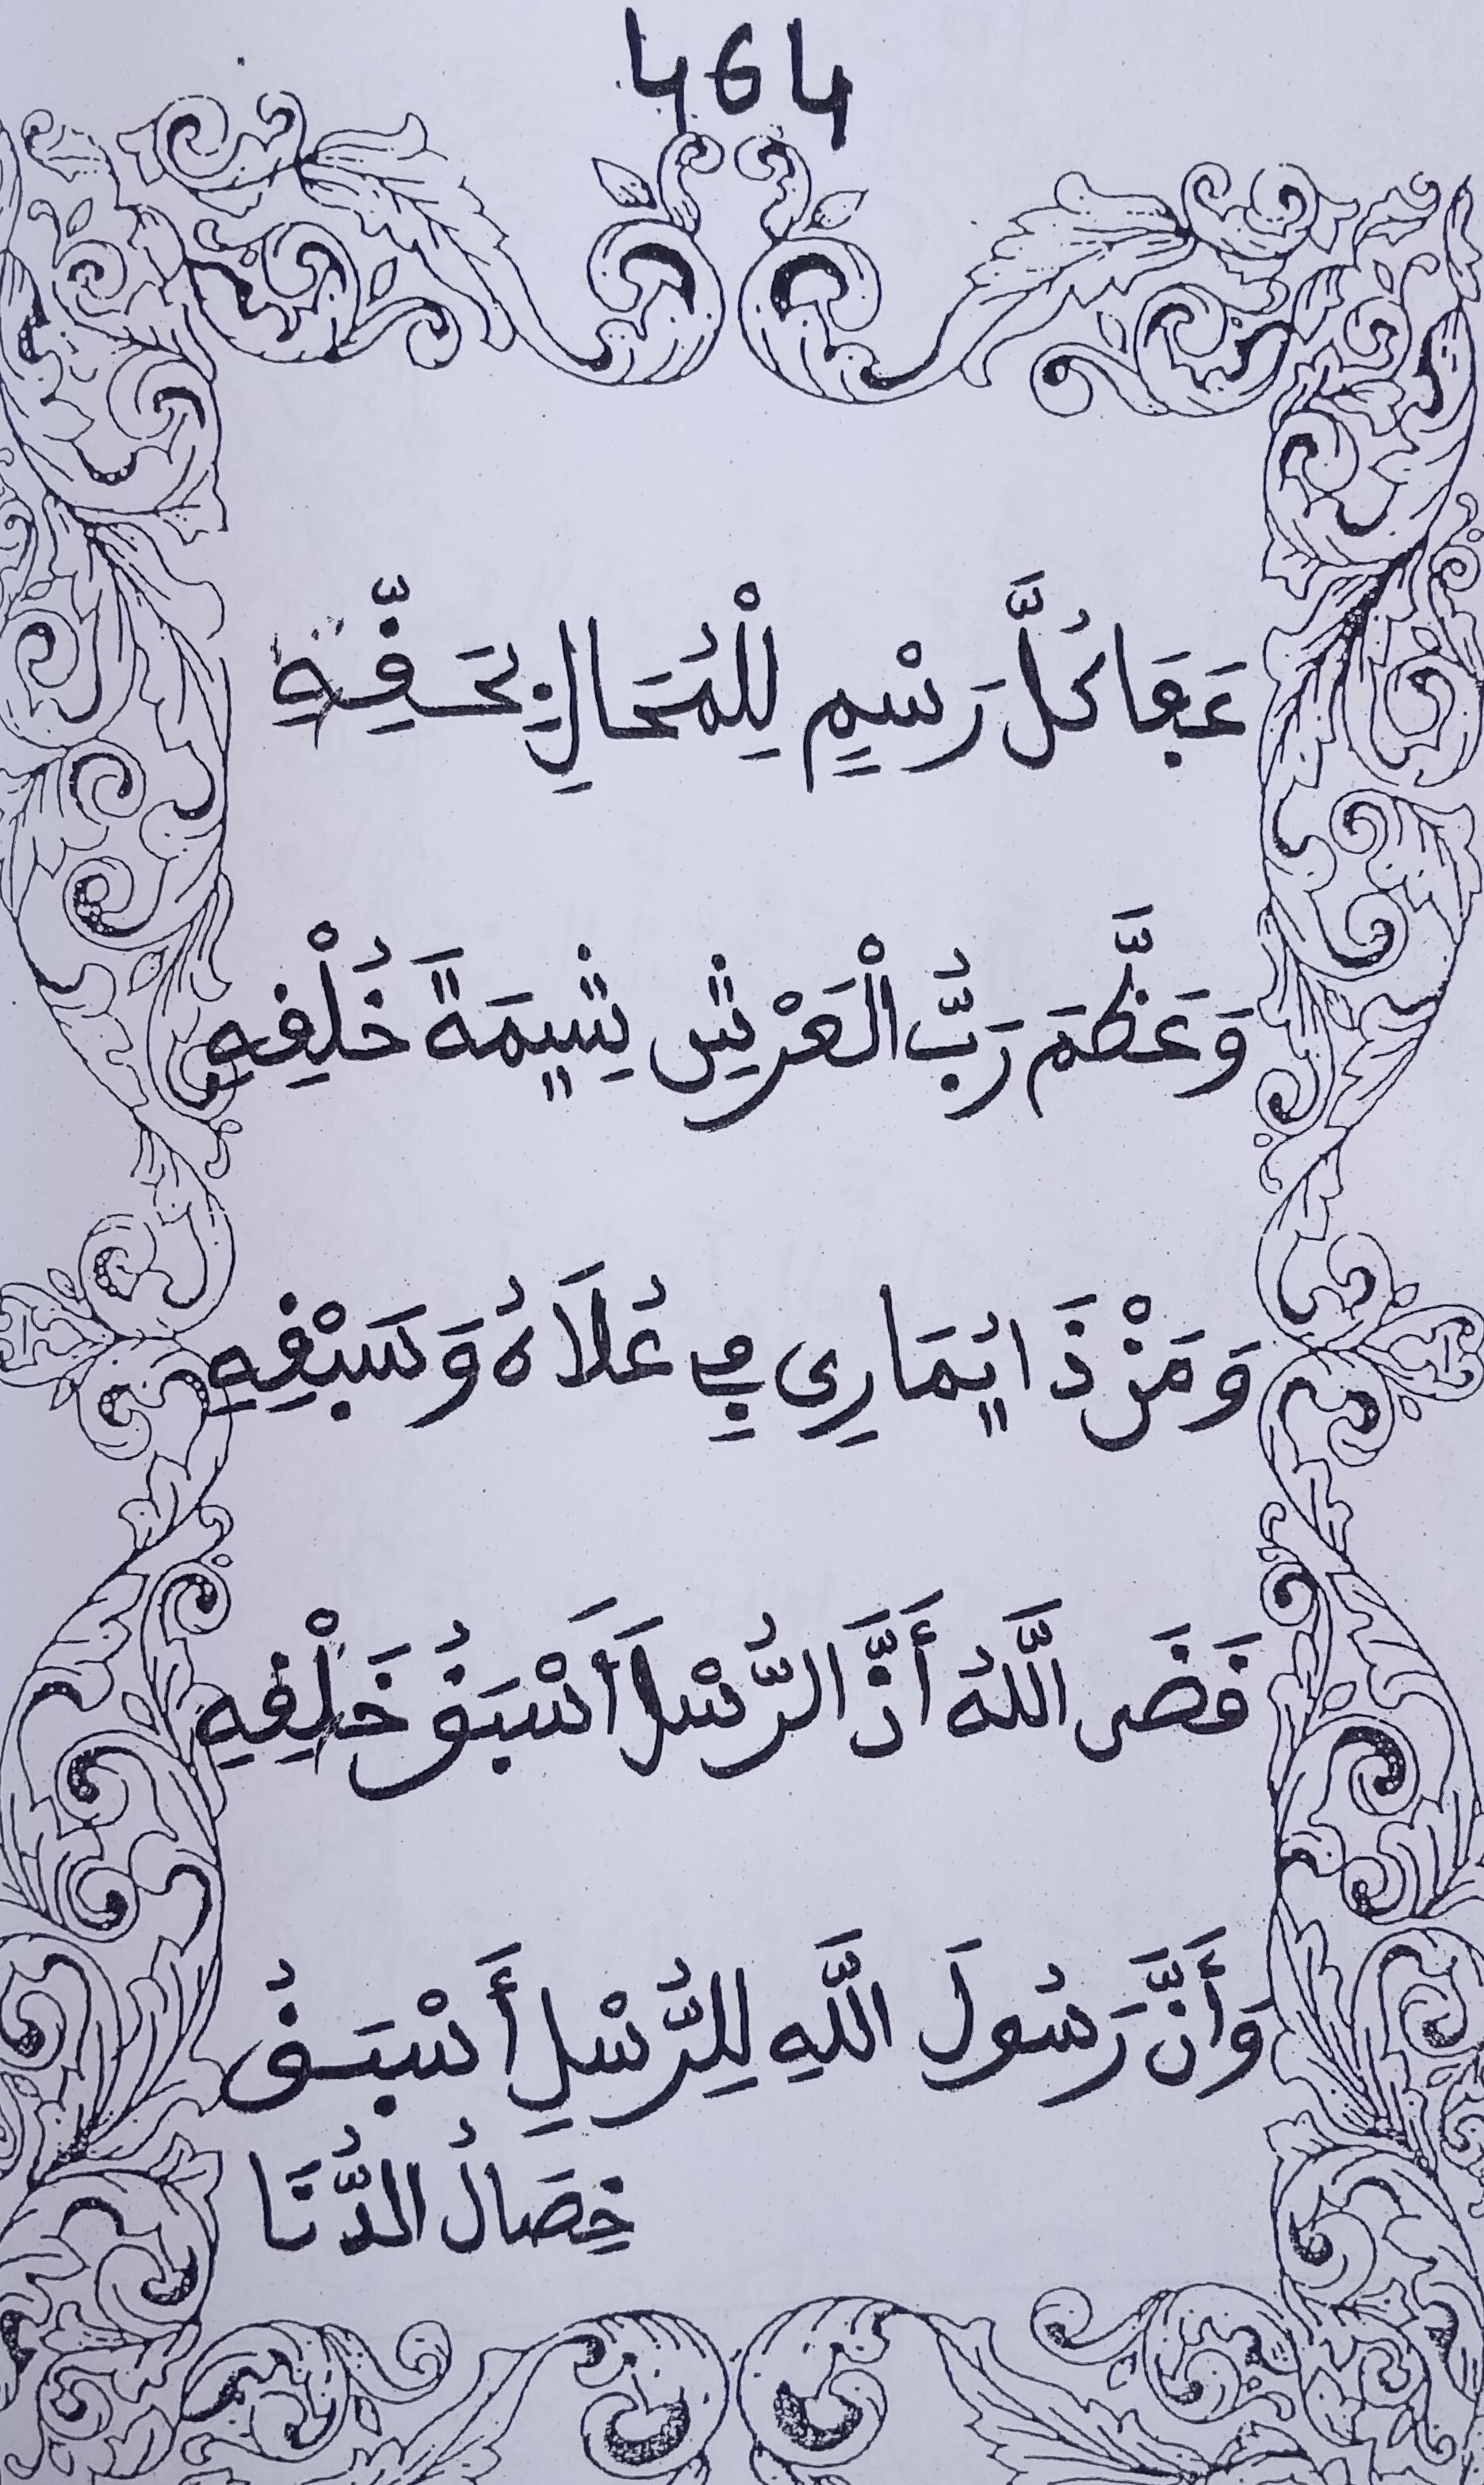 464
عَفَا كُلَّ رَسْمٍ لِلْمُحَالِ بِحَقِّهِ
وَعَظَّمَ رَبُّ الْعَرْشِ شِيمَةَ خُلْقِهِ
وَمَنْ ذَا يُمَارِي فِي عُلَاهُ وَسَبْقِهِ
قَضَى اللَّهُ أَنَّ الرُّسْلَ أَسْبَقُ خَلْقِهِ
وَأَنَّ رَسُولَ اللَّهِ لِلرُّسْلِ أَسْبَقُ
خِصَالُ الدُّنَا